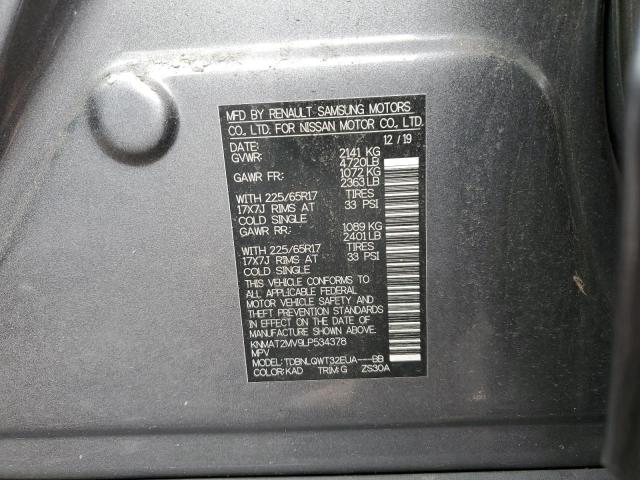 MFD BY RENAULT SAMSUNG MOTORS
CO., LTD. FOR NISSAN MOTOR CO., LTD.
DATE: 12 / 19
GVWR: 2141 KG
4720LB
GAWR FR: 1072 KG
2363LB
WITH 225/65R17 TIRES
17X7J RIMS AT 33 PSI
COLD SINGLE
GAWR RR: 1089 KG
2401LB
WITH 225/65R17 TIRES
17X7J RIMS AT 33 PSI
COLD SINGLE
THIS VEHICLE CONFORMS TO
ALL APPLICABLE FEDERAL
MOTOR VEHICLE SAFETY AND
THEFT PREVENTION STANDARDS
IN EFFECT ON THE DATE OF
MANUFACTURE SHOWN ABOVE.
KNMAT2MV9LP534378
MPV
MODEL: TDBNLQWT32EUA---BB
COLOR: KAD TRIM: G ZS30A